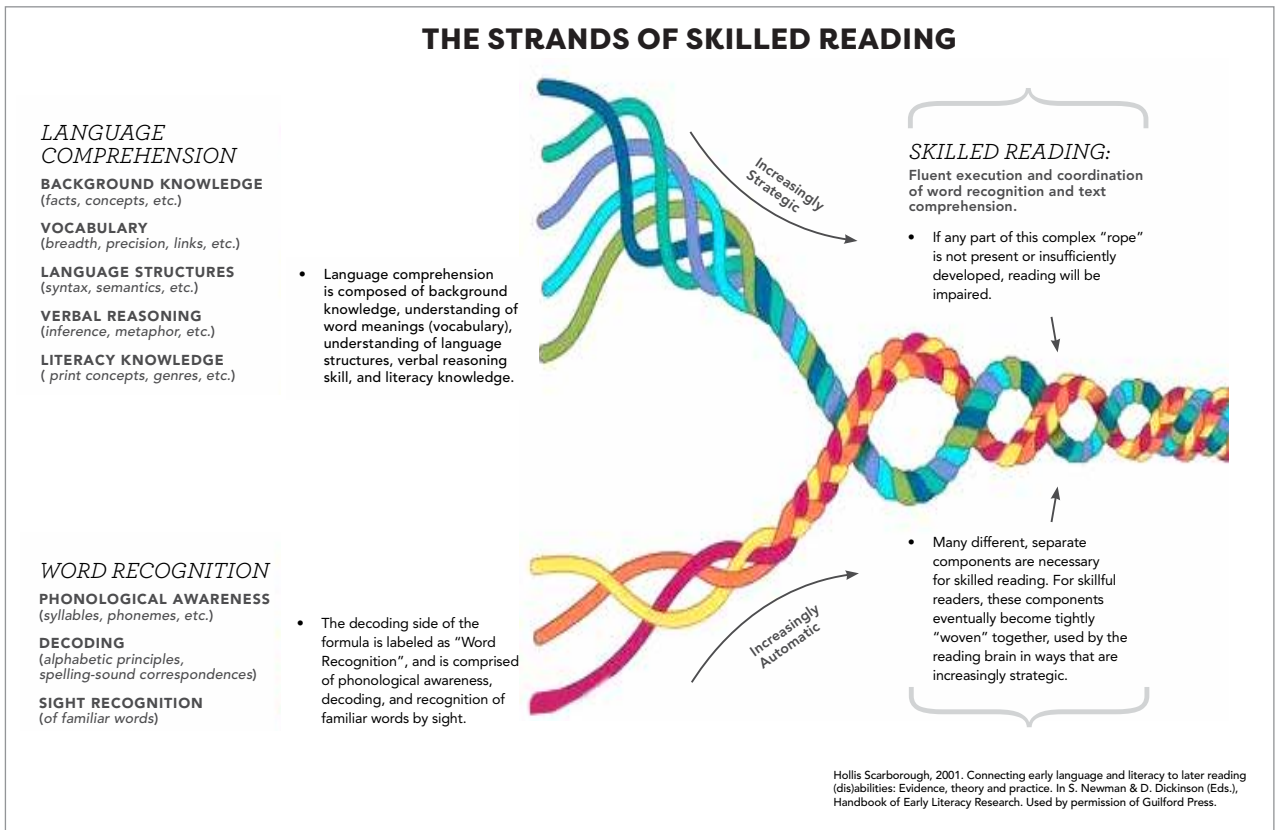 THE STRANDS OF SKILLED READING
LANGUAGE
COMPREHENSION
BACKGROUND KNOWLEDGE
(facts, concepts, etc.)
VOCABULARY
(breadth, precision, links, etc.)
LANGUAGE STRUCTURES
(syntax, semantics, etc.)
VERBAL REASONING
(inference, metaphor, etc.)
LITERACY KNOWLEDGE
( print concepts, genres, etc.)
• Language comprehension
is composed of background
knowledge, understanding of
word meanings (vocabulary),
understanding of language
structures, verbal reasoning
skill, and literacy knowledge.
WORD RECOGNITION
PHONOLOGICAL AWARENESS
(syllables, phonemes, etc.)
DECODING
(alphabetic principles,
spelling-sound correspondences)
SIGHT RECOGNITION
(of familiar words)
• The decoding side of the
formula is labeled as “Word
Recognition”, and is comprised
of phonological awareness,
decoding, and recognition of
familiar words by sight.
Increasingly
Strategic
Increasingly
Automatic
SKILLED READING:
Fluent execution and coordination
of word recognition and text
comprehension.
• If any part of this complex “rope”
is not present or insufficiently
developed, reading will be
impaired.
• Many different, separate
components are necessary
for skilled reading. For skillful
readers, these components
eventually become tightly
“woven” together, used by the
reading brain in ways that are
increasingly strategic.
Hollis Scarborough, 2001. Connecting early language and literacy to later reading
(dis)abilities: Evidence, theory and practice. In S. Newman & D. Dickinson (Eds.),
Handbook of Early Literacy Research. Used by permission of Guilford Press.